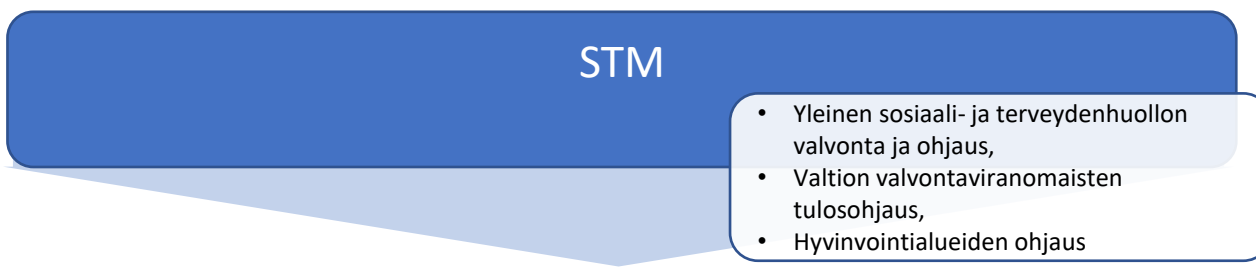 STM
• Yleinen sosiaali- ja terveydenhuollon
valvonta ja ohjaus,
• Valtion valvontaviranomaisten
tulosohjaus,
• Hyvinvointialueiden ohjaus